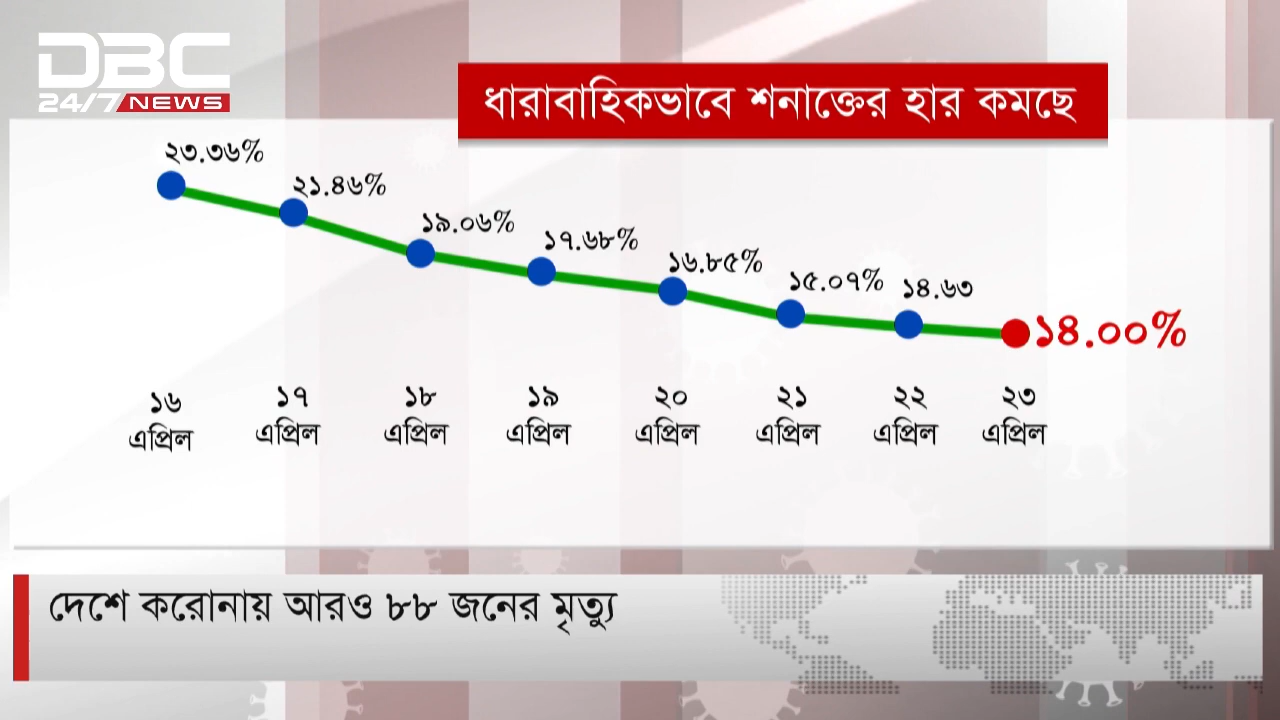 DBC
24/7 NEWS
ধারাবাহিকভাবে শনাক্তের হার কমছে
২৩.৩৬%
২১.৪৬%
১৯.০৬%
১৭.৬৮%
১৬.৮৫%
১৫.০৭%
১৪.৬৩
১৪.০০%
১৬ এপ্রিল
১৭ এপ্রিল
১৮ এপ্রিল
১৯ এপ্রিল
২০ এপ্রিল
২১ এপ্রিল
২২ এপ্রিল
২৩ এপ্রিল
দেশে করোনায় আরও ৮৮ জনের মৃত্যু